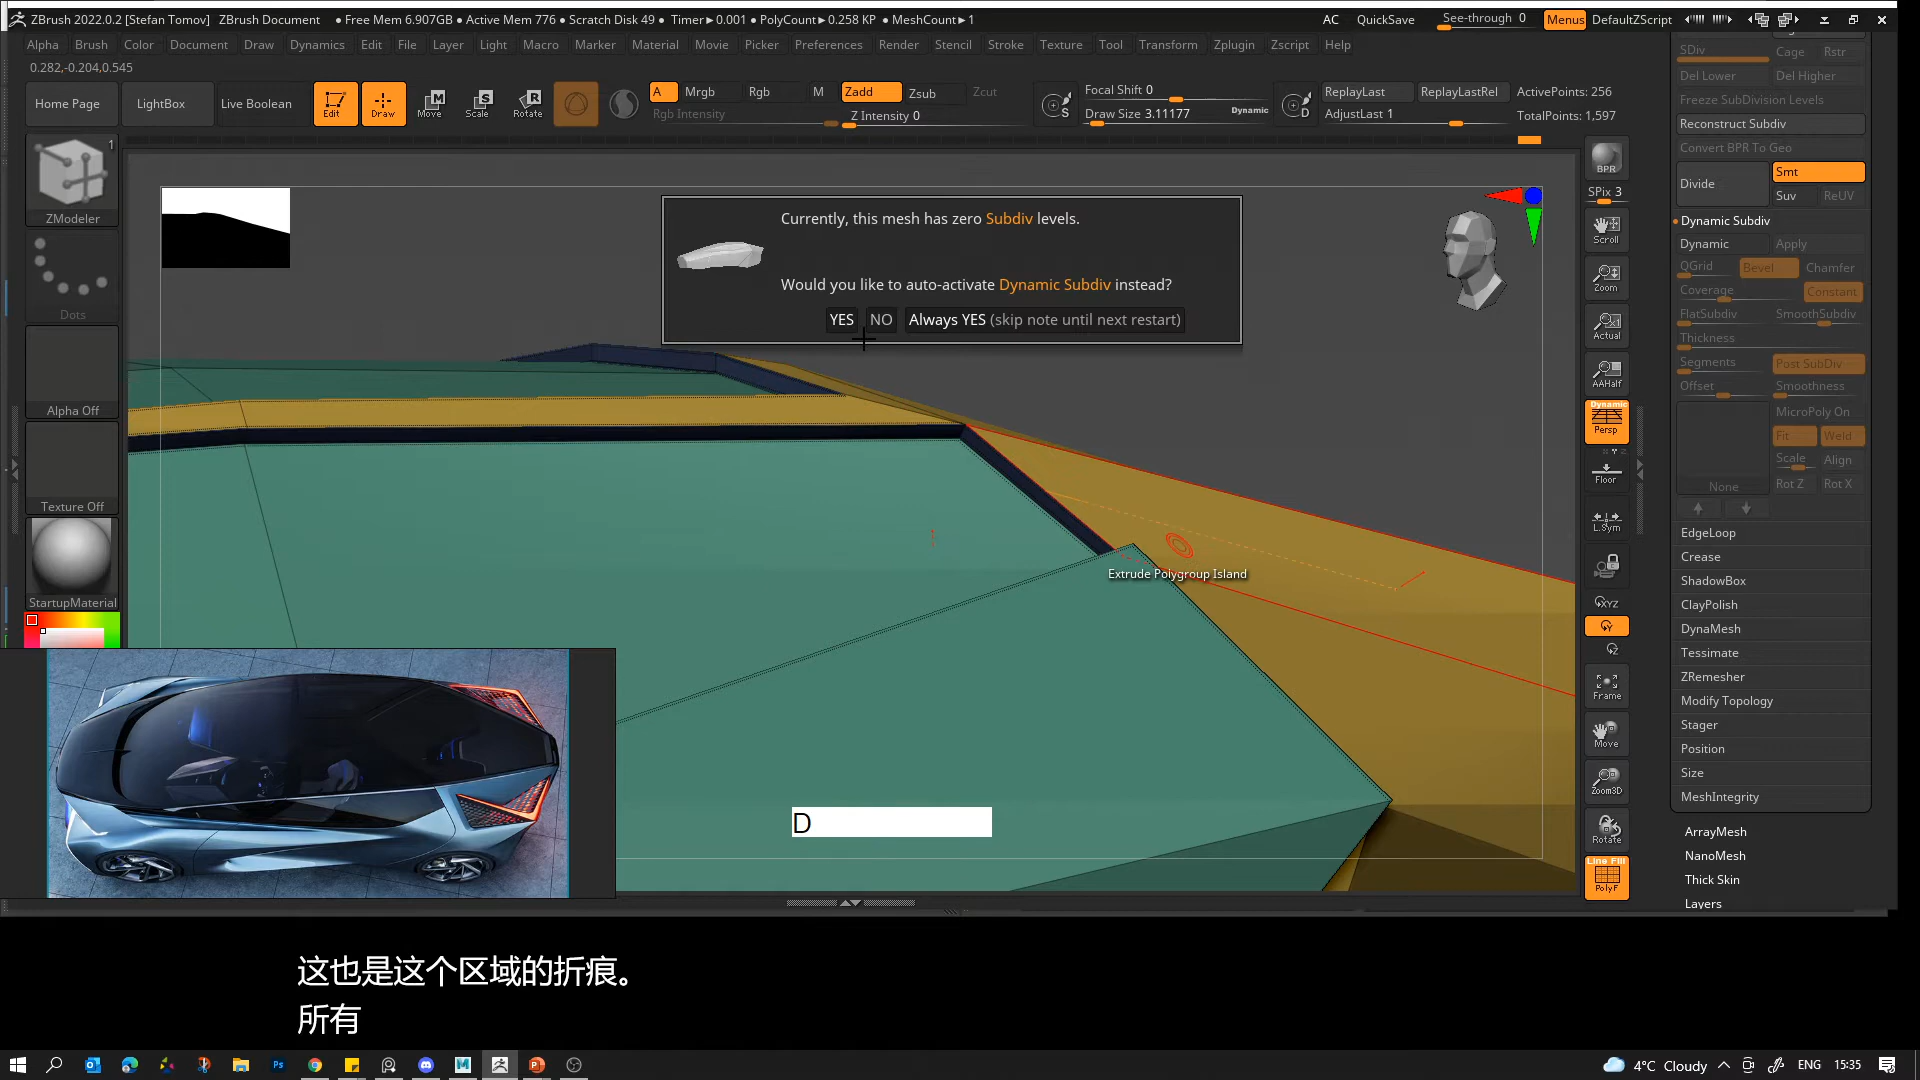 ZBrush 2022.0.2 [Stefan Tomov] ZBrush Document ● Free Mem 6.907GB ● Active Mem 776 ● Scratch Disk 49 ● Timer▶0.001 ● PolyCount▶0.258 KP ● MeshCount▶1 AC QuickSave See-through 0 Menus DefaultZScript
Alpha Brush Color Document Draw Dynamics Edit File Layer Light Macro Marker Material Movie Picker Preferences Render Stencil Stroke Texture Tool Transform Zplugin Zscript Help
0.282,-0.204,0.545
Home Page LightBox Live Boolean Edit Draw Move Scale Rotate
A Mrgb Rgb M Zadd Zsub Zcut
Rgb Intensity Z Intensity 0
Focal Shift 0
Draw Size 3.11177 Dynamic
S
D
ReplayLast ReplayLastRel ActivePoints: 256
AdjustLast 1 TotalPoints: 1,597
1
ZModeler
Dots
Alpha Off
Texture Off
StartupMaterial
Currently, this mesh has zero Subdiv levels.
Would you like to auto-activate Dynamic Subdiv instead?
YES NO Always YES (skip note until next restart)
Extrude Polygroup Island
D
BPR
SPix 3
Scroll
Zoom
Actual
AAHalf
Dynamic
Persp
Floor
L.Sym
XYZ
Y
Z
Frame
Move
Zoom3D
Rotate
Line Fill
PolyF
SDiv Cage Rstr
Del Lower Del Higher
Freeze SubDivision Levels
Reconstruct Subdiv
Convert BPR To Geo
Divide Smt
Suv ReUV
Dynamic Subdiv
Dynamic Apply
QGrid Bevel Chamfer
Coverage Constant
FlatSubdiv SmoothSubdiv
Thickness
Segments Post SubDiv
Offset Smoothness
MicroPoly On
Fit Weld
Scale Align
None Rot Z Rot X
EdgeLoop
Crease
ShadowBox
ClayPolish
DynaMesh
Tessimate
ZRemesher
Modify Topology
Stager
Position
Size
MeshIntegrity
ArrayMesh
NanoMesh
Thick Skin
Layers
这也是这个区域的折痕。
所有
4°C Cloudy ENG 15:35